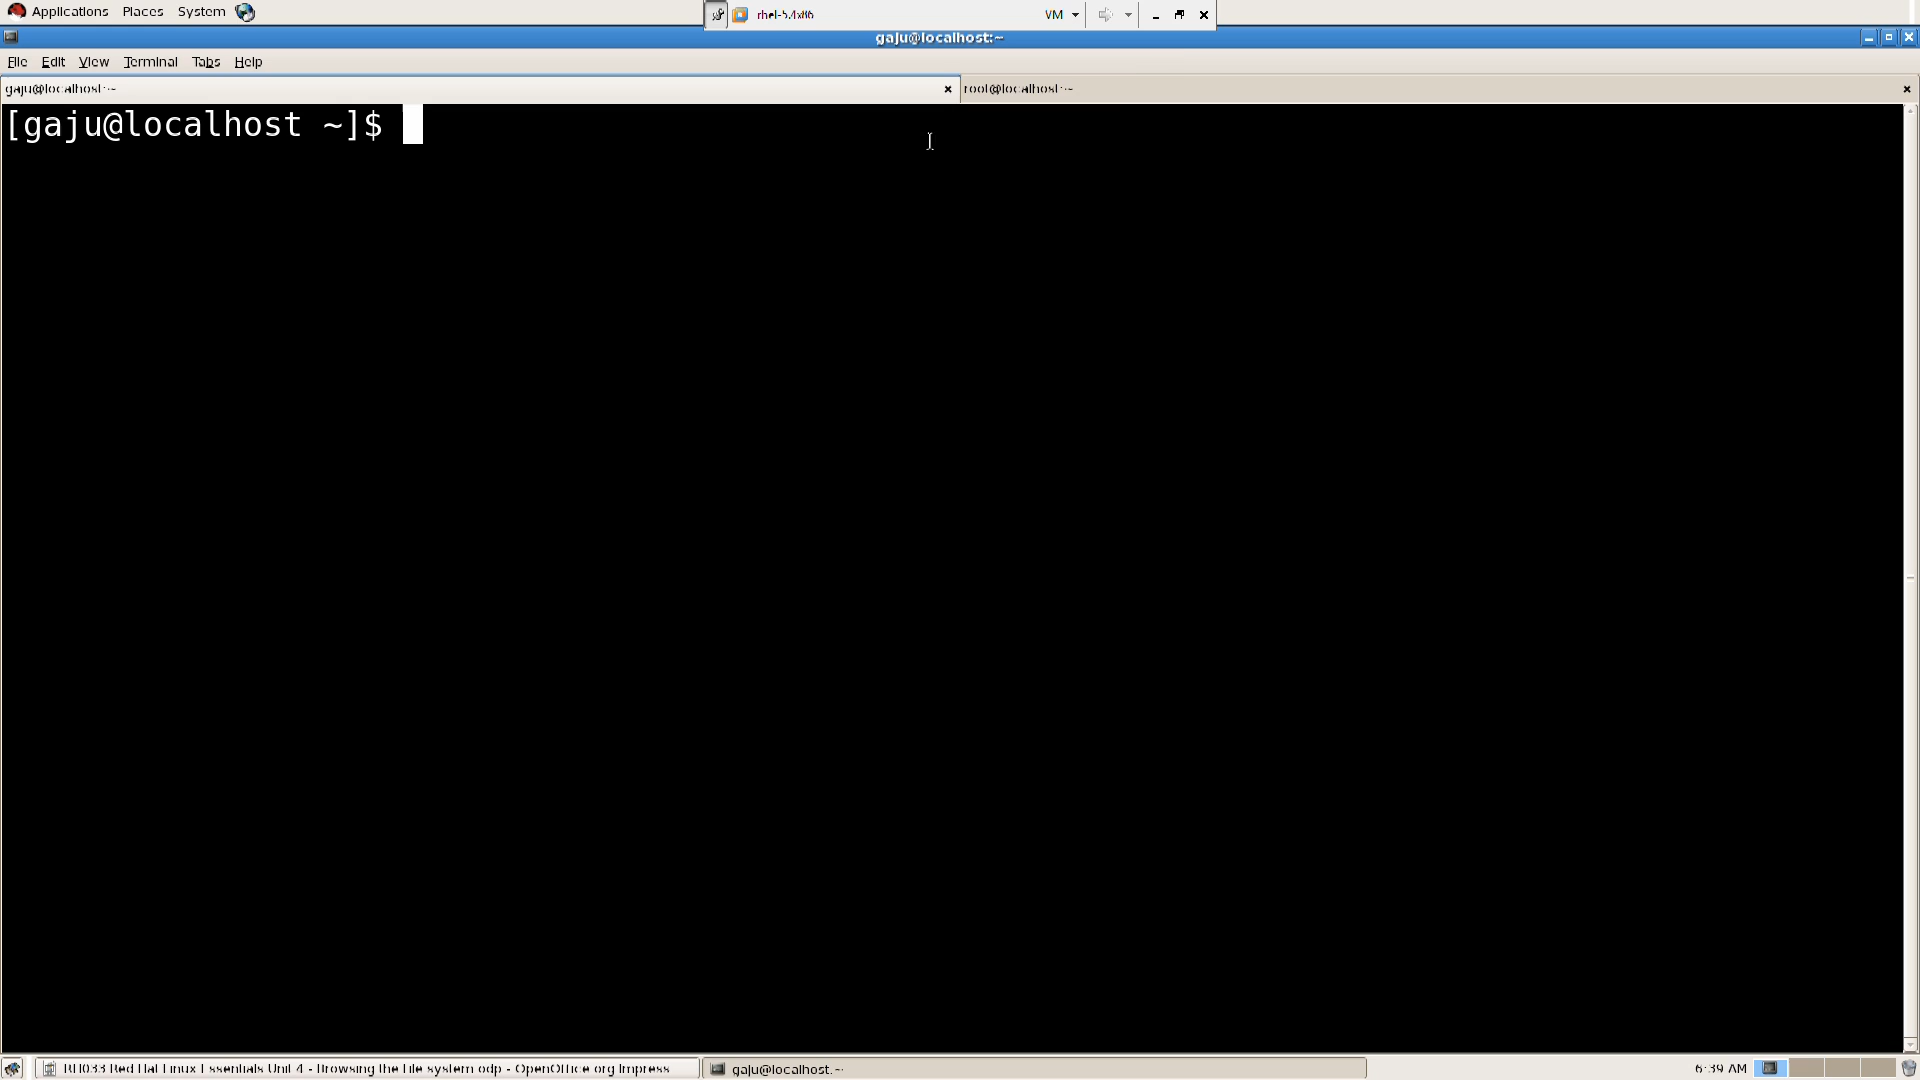 Applications Places System
rhel-5.4x86 VM
gaju@localhost:~
File Edit View Terminal Tabs Help
gaju@localhost:~ root@localhost:~
[gaju@localhost ~]$
RH033 Red Hat Linux Essentials Unit 4 - Browsing the File system odp - OpenOffice.org Impress gaju@localhost:~ 6:39 AM